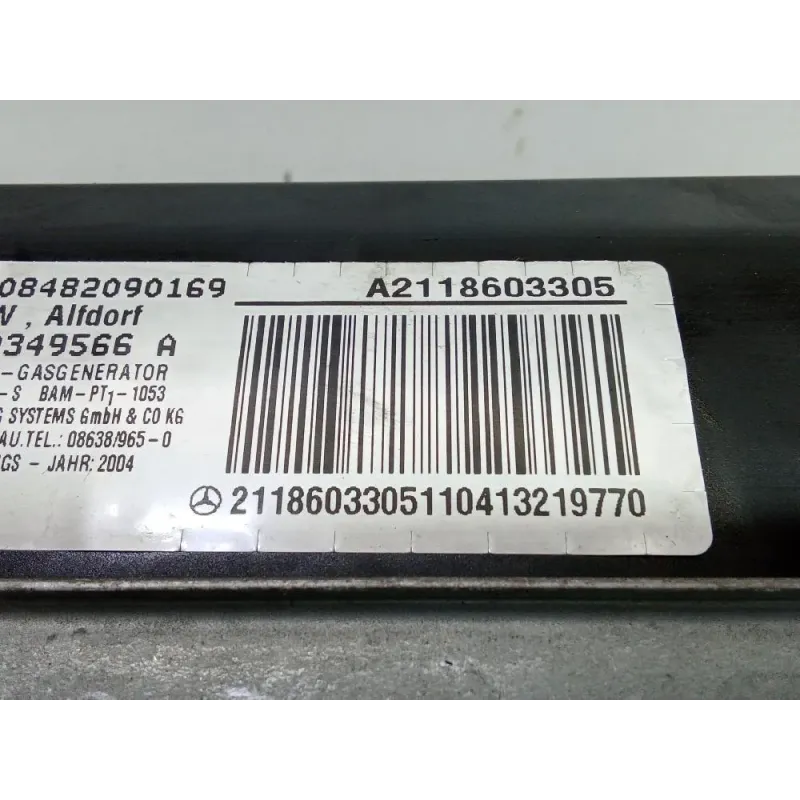 08482090169 A2118603305
W , Alfdorf
349566 A
-GASGENERATOR
-S BAM-PT1-1053
G SYSTEMS GmbH & CO KG
AU.TEL.: 08638/965-0
NGS - JAHR: 2004
2118603305110413219770